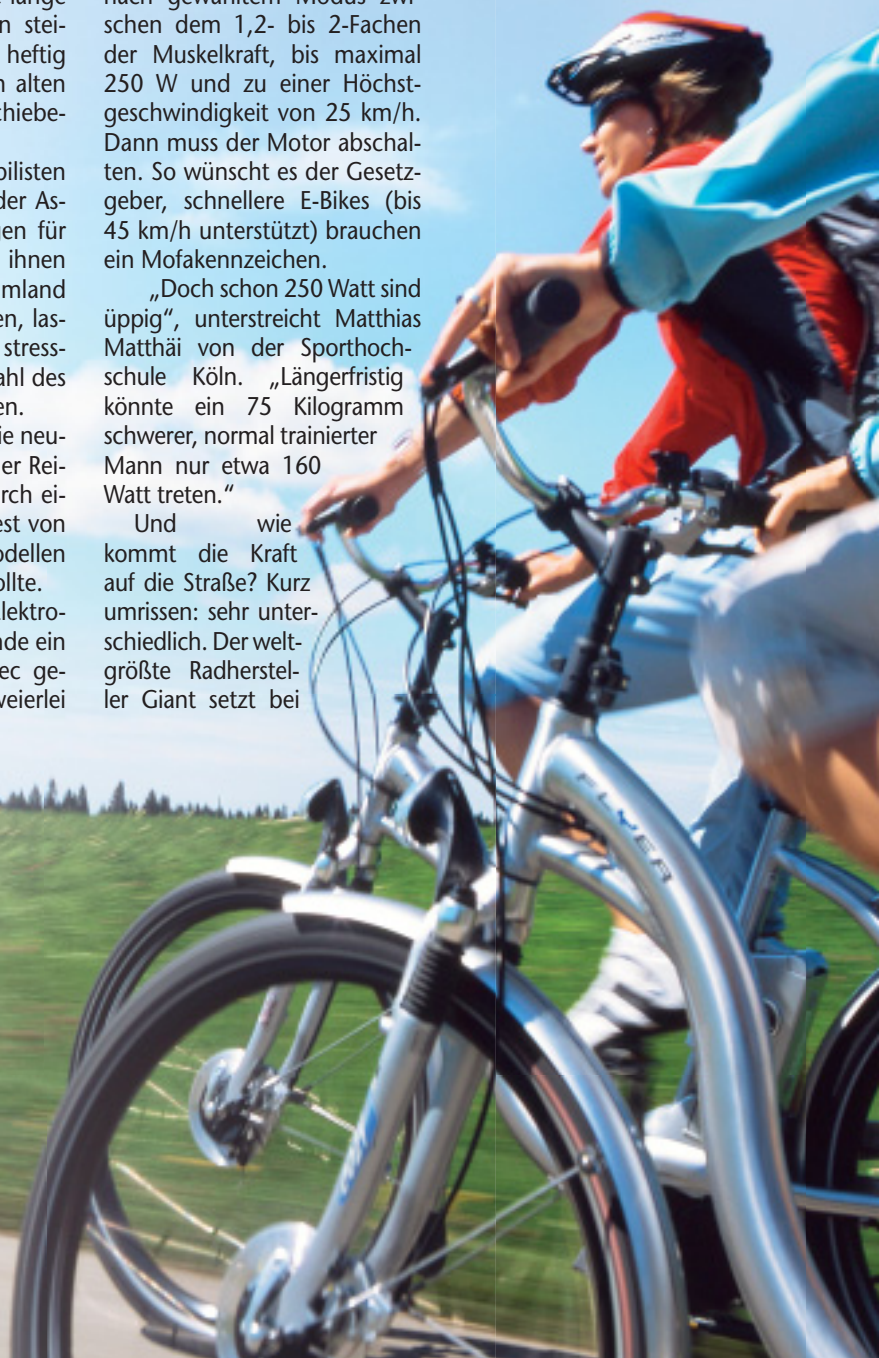 lange
n stei-
heftig
n alten
chiebe-
bilisten
der As-
gen für
ihnen
mland
en, las-
stress-
ahl des
en.
ie neu-
er Rei-
rch ei-
est von
odellen
ollte.
lektro-
nde ein
ec ge-
weierlei
nach gewähltem Modus zwi-
schen dem 1,2- bis 2-Fachen
der Muskelkraft, bis maximal
250 W und zu einer Höchst-
geschwindigkeit von 25 km/h.
Dann muss der Motor abschal-
ten. So wünscht es der Gesetz-
geber, schnellere E-Bikes (bis
45 km/h unterstützt) brauchen
ein Mofakennzeichen.
„Doch schon 250 Watt sind
üppig“, unterstreicht Matthias
Matthäi von der Sporthoch-
schule Köln. „Längerfristig
könnte ein 75 Kilogramm
schwerer, normal trainierter
Mann nur etwa 160
Watt treten.“
Und wie
kommt die Kraft
auf die Straße? Kurz
umrissen: sehr unter-
schiedlich. Der welt-
größte Radherstel-
ler Giant setzt bei
FLYER